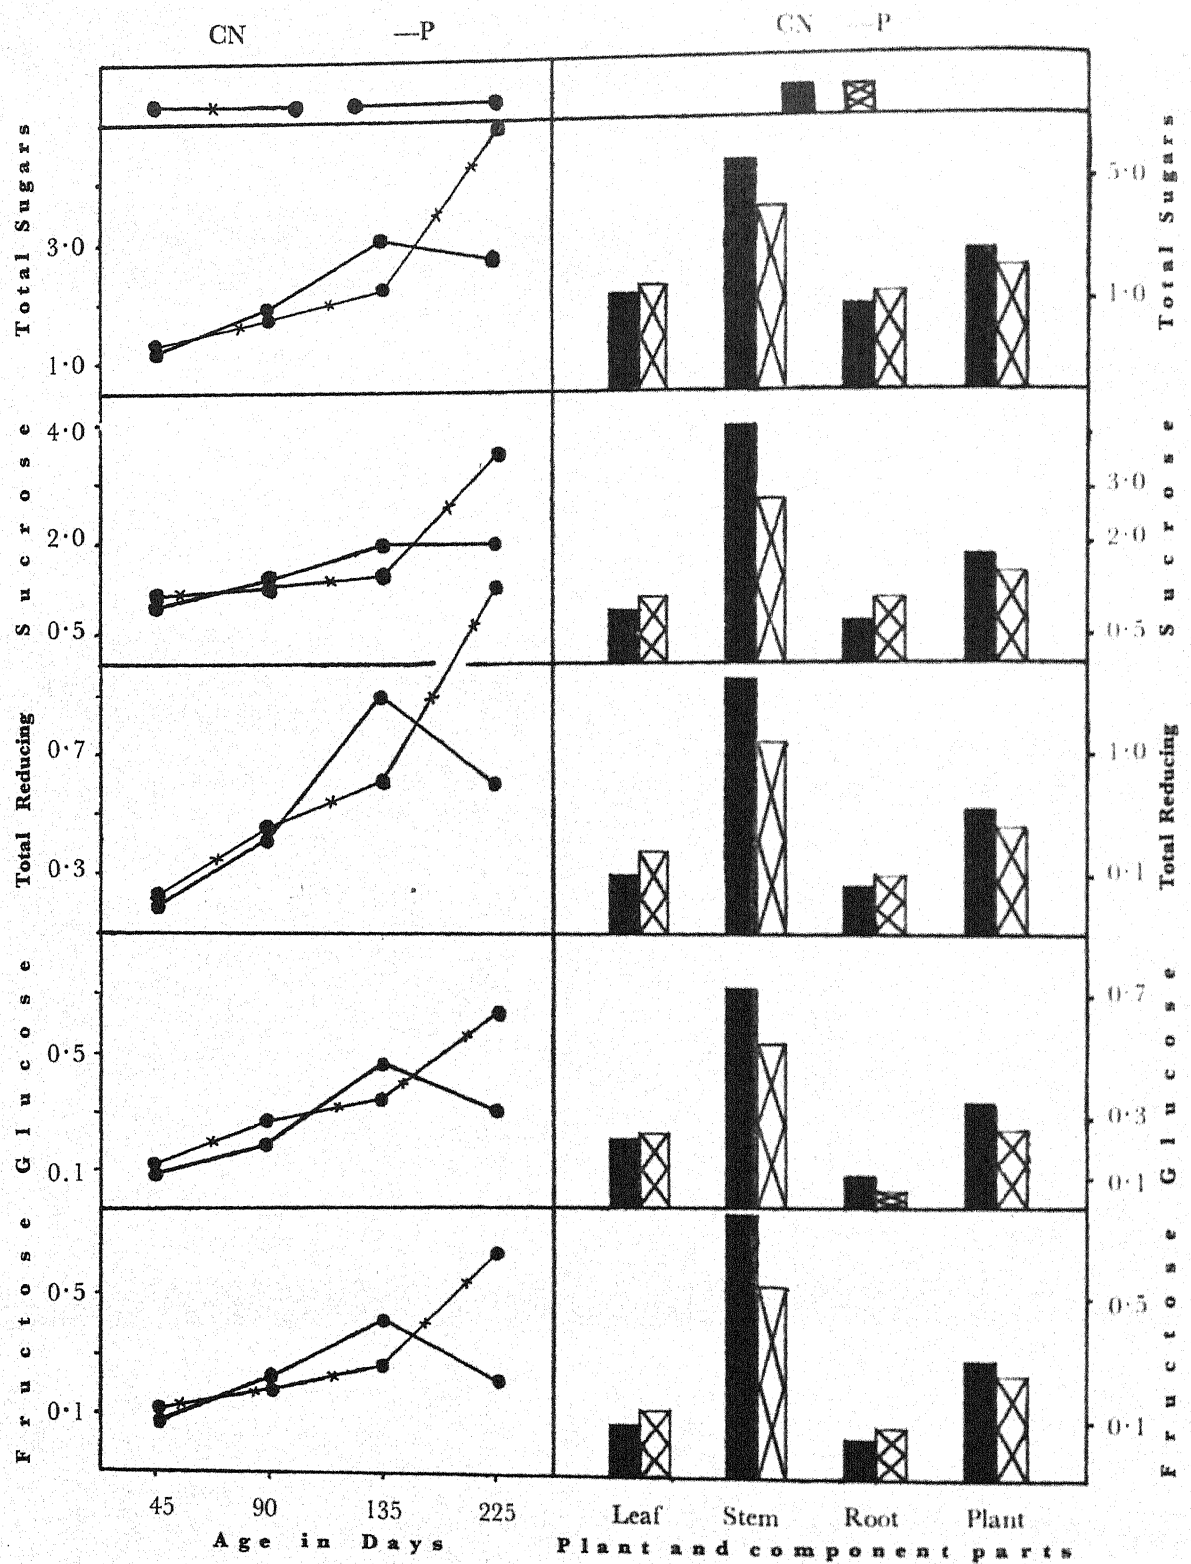 CN —P
CN —P
Total Sugars
3·0
1·0
5·0
1·0
Total Sugars
Sucrose
4·0
2·0
0·5
3·0
2·0
0·5
Sucrose
Total Reducing
0·7
0·3
1·0
0·1
Total Reducing
Glucose
0·5
0.1
0·7
0·3
0·1
Glucose
Fructose
0·5
0·1
0·5
0·1
Fructose
45 90 135 225
Leaf Stem Root Plant
Age in Days
Plant and component parts